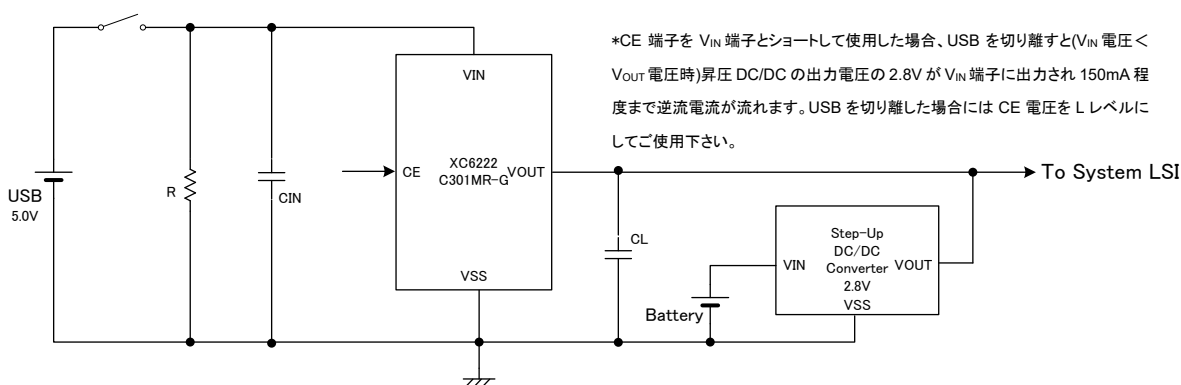 *CE 端子を VIN 端子とショートして使用した場合、USB を切り離すと(VIN 電圧<
VOUT 電圧時)昇圧 DC/DC の出力電圧の 2.8V が VIN 端子に出力され 150mA 程
度まで逆流電流が流れます。USB を切り離した場合には CE 電圧を L レベルに
してご使用下さい。
VIN
XC6222
C301MR-G
CE
VOUT
VSS
To System LSI
USB
5.0V
R
CIN
CL
Step-Up
DC/DC
Converter
2.8V
VIN
VOUT
VSS
Battery